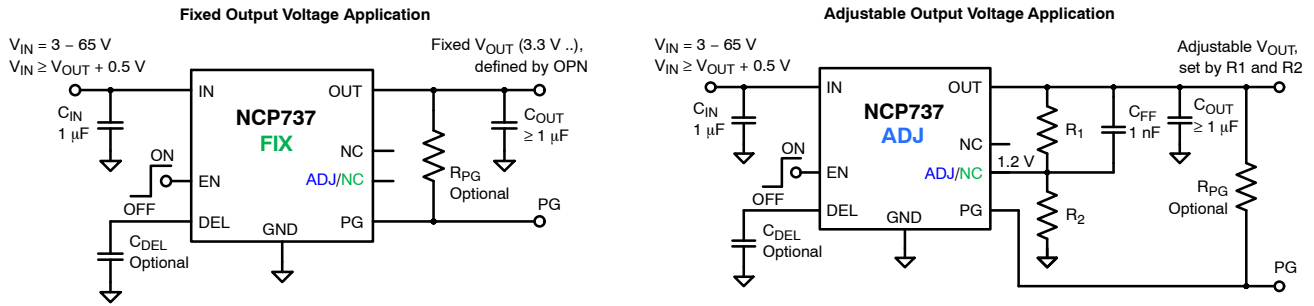 Fixed Output Voltage Application
V_IN = 3 – 65 V
V_IN ≥ V_OUT + 0.5 V
Fixed V_OUT (3.3 V ..),
defined by OPN
IN
OUT
NCP737
FIX
C_IN
1 μF
C_OUT
≥ 1 μF
NC
ON
EN
ADJ/NC
R_PG
Optional
OFF
DEL
GND
PG
PG
C_DEL
Optional
Adjustable Output Voltage Application
V_IN = 3 – 65 V
V_IN ≥ V_OUT + 0.5 V
Adjustable V_OUT,
set by R1 and R2
IN
OUT
NCP737
ADJ
C_IN
1 μF
R_1
C_FF
1 nF
C_OUT
≥ 1 μF
NC
ON
1.2 V
EN
ADJ/NC
R_PG
Optional
OFF
DEL
GND
PG
R_2
C_DEL
Optional
PG